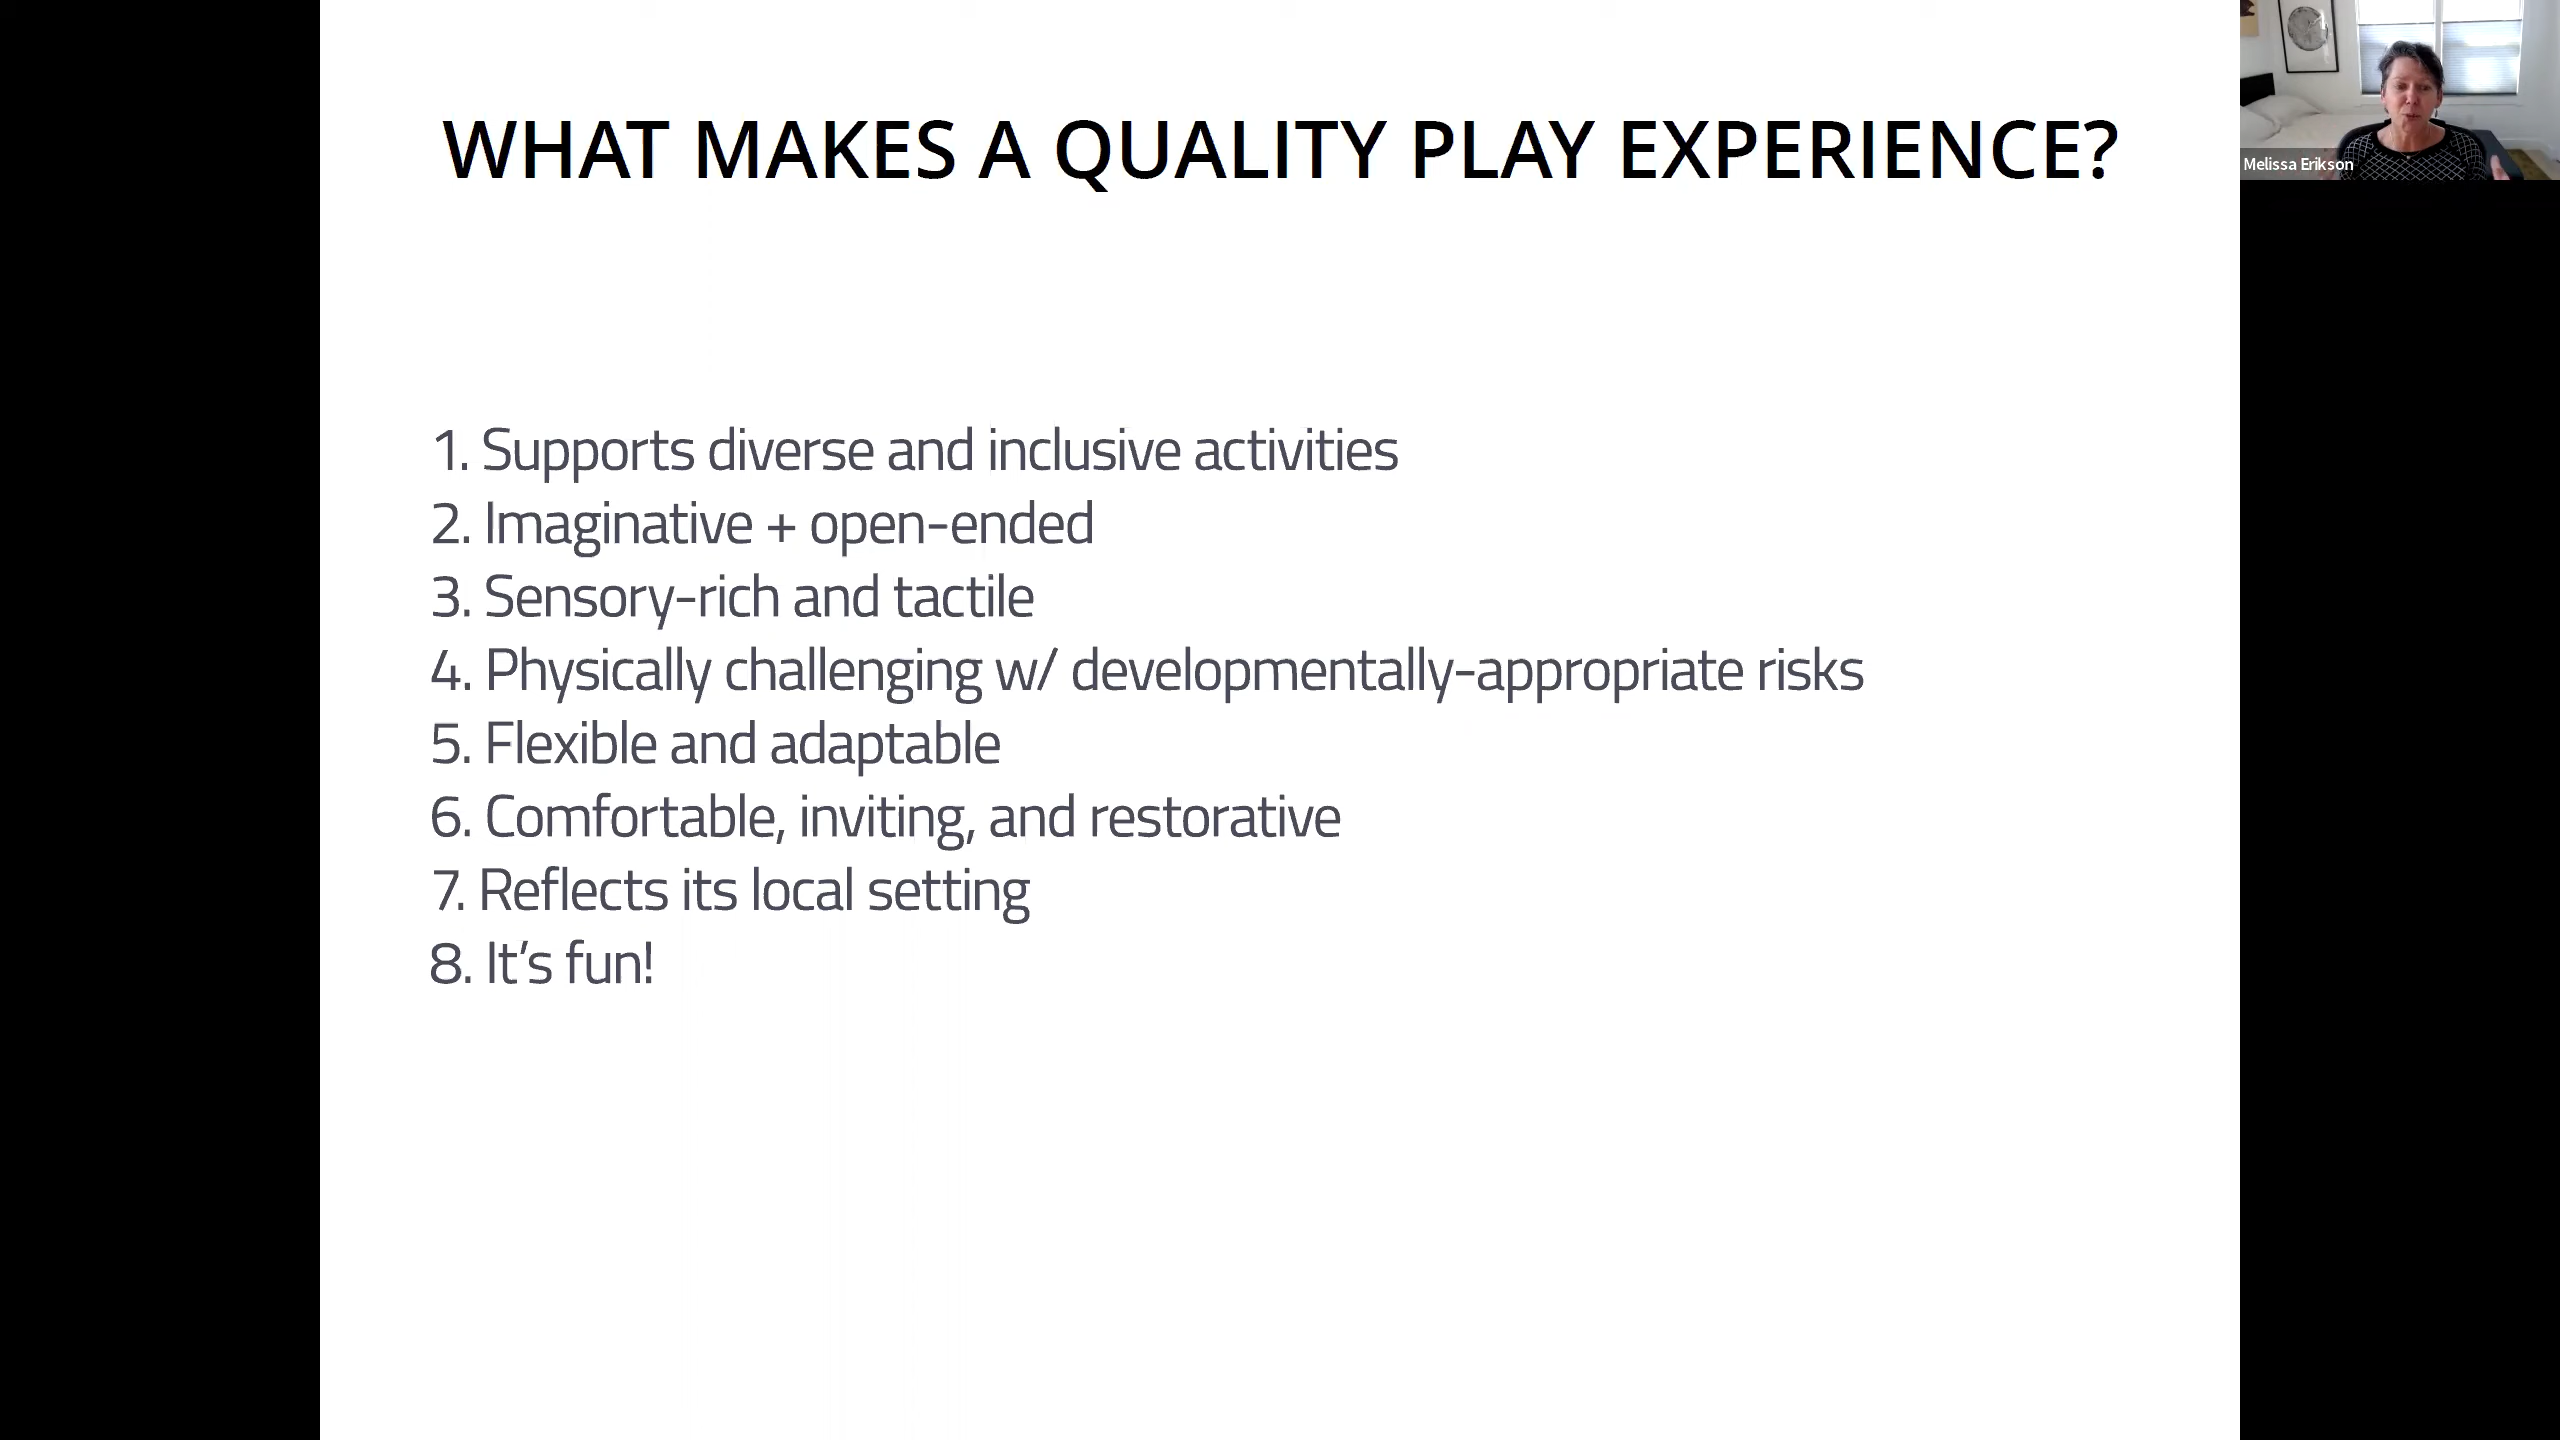 WHAT MAKES A QUALITY PLAY EXPERIENCE?
Melissa Erikson
1. Supports diverse and inclusive activities
2. Imaginative + open-ended
3. Sensory-rich and tactile
4. Physically challenging w/ developmentally-appropriate risks
5. Flexible and adaptable
6. Comfortable, inviting, and restorative
7. Reflects its local setting
8. It’s fun!